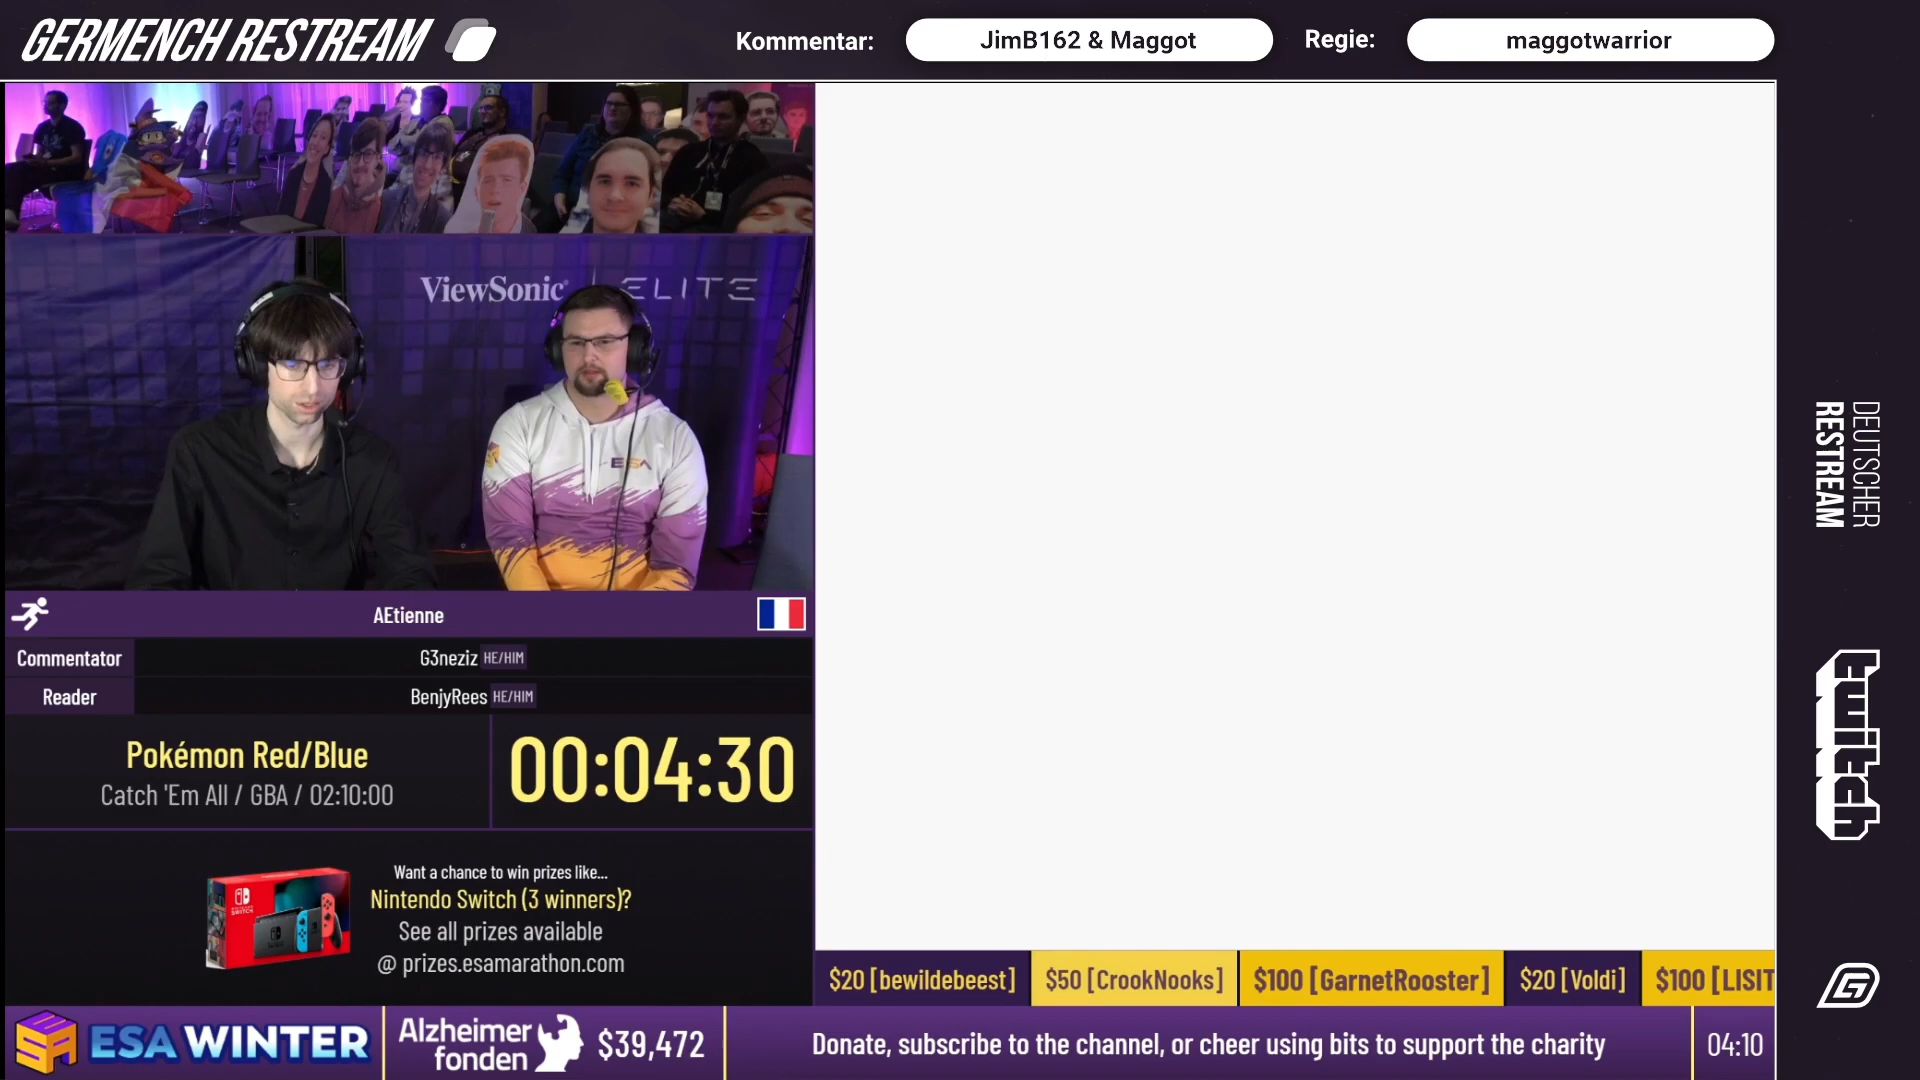 GERMENCH RESTREAM
Kommentar:
JimB162 & Maggot
Regie:
maggotwarrior
ViewSonic
ELITE
ESA
AEtienne
Commentator
G3neziz HE/HIM
Reader
BenjyRees HE/HIM
Pokémon Red/Blue
Catch 'Em All / GBA / 02:10:00
00:04:30
Want a chance to win prizes like...
Nintendo Switch (3 winners)?
See all prizes available
@ prizes.esamarathon.com
$20 [bewildebeest]
$50 [CrookNooks]
$100 [GarnetRooster]
$20 [Voldi]
$100 [LISIT
ESA WINTER
Alzheimer
fonden
$39,472
Donate, subscribe to the channel, or cheer using bits to support the charity
04:10
DEUTSCHER
RESTREAM
twitch